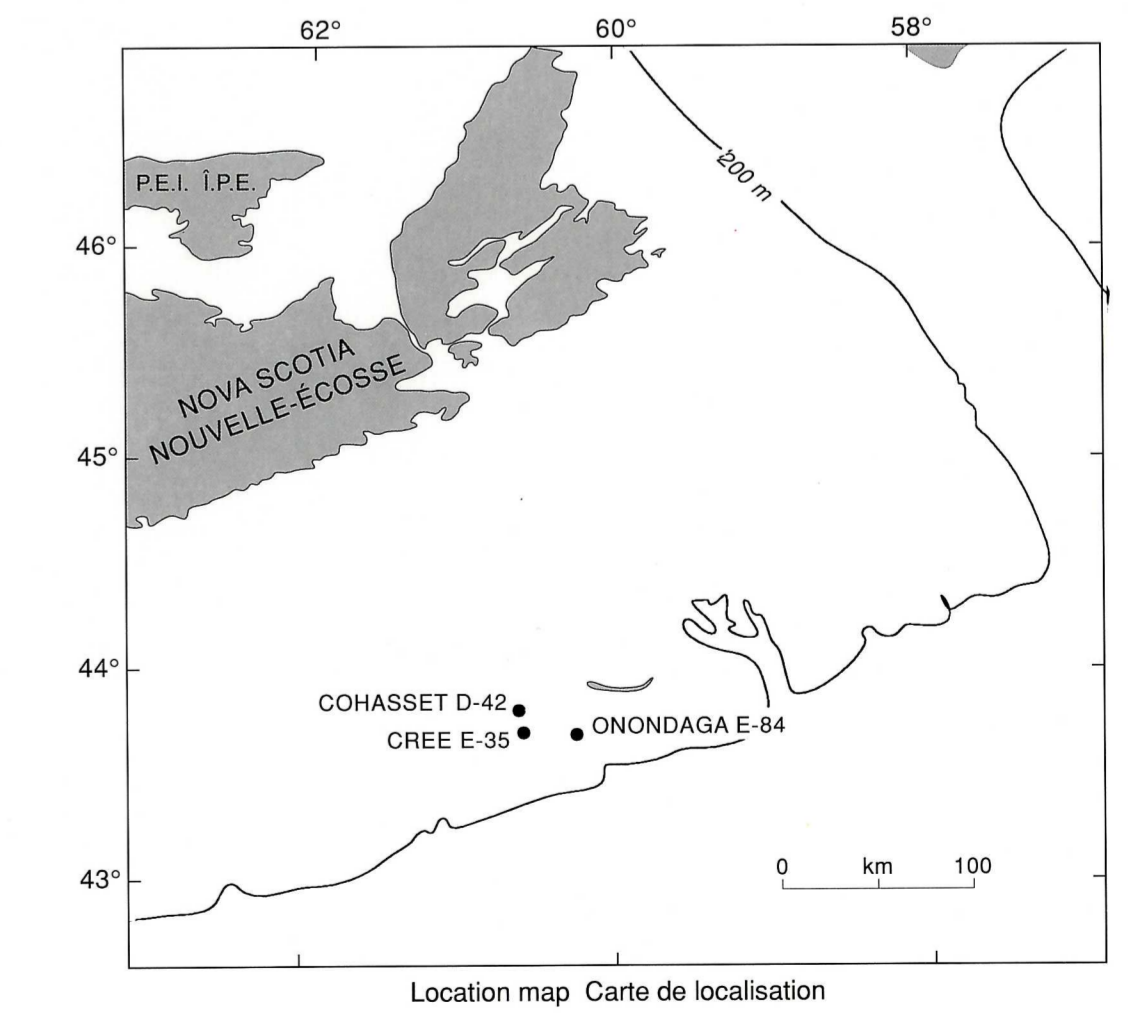 62° 60° 58°
200 m
P.E.I. Î.P.E.
46°
NOVA SCOTIA
NOUVELLE-ÉCOSSE
45°
44°
COHASSET D-42
CREE E-35
ONONDAGA E-84
0 km 100
43°
Location map Carte de localisation